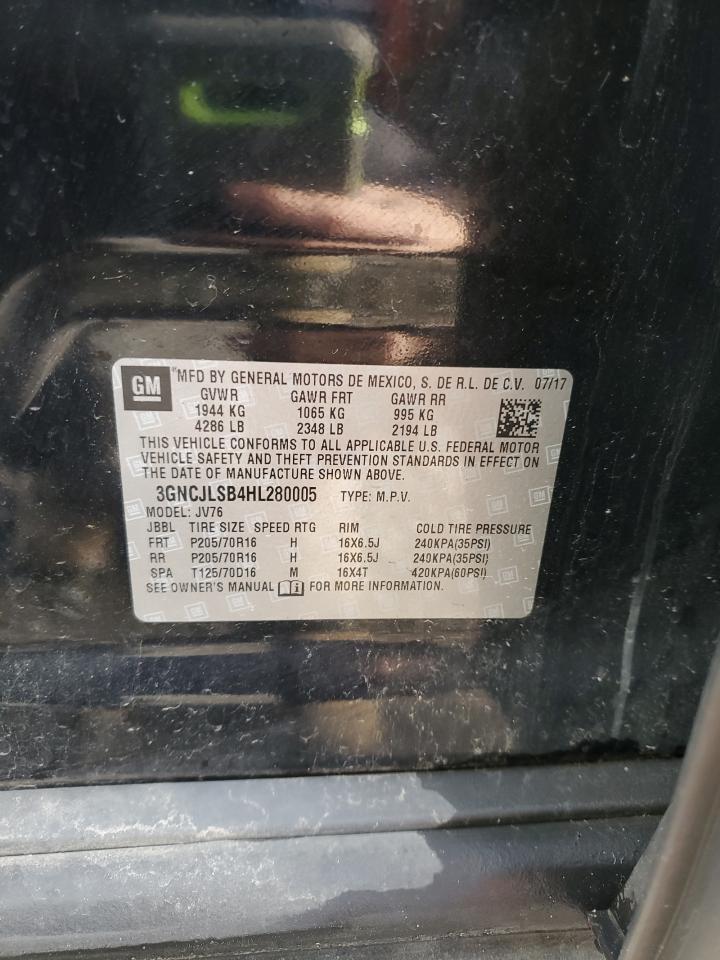 GM MFD BY GENERAL MOTORS DE MEXICO, S. DE R.L. DE C.V. 07/17
GVWR GAWR FRT GAWR RR
1944 KG 1065 KG 995 KG
4286 LB 2348 LB 2194 LB
THIS VEHICLE CONFORMS TO ALL APPLICABLE U.S. FEDERAL MOTOR
VEHICLE SAFETY AND THEFT PREVENTION STANDARDS IN EFFECT ON
THE DATE OF MANUFACTURE SHOWN ABOVE.
3GNCJLSB4HL280005 TYPE: M.P.V.
MODEL: JV76
JBBL TIRE SIZE SPEED RTG RIM COLD TIRE PRESSURE
FRT P205/70R16 H 16X6.5J 240KPA(35PSI)
RR P205/70R16 H 16X6.5J 240KPA(35PSI)
SPA T125/70D16 M 16X4T 420KPA(60PSI)
SEE OWNER'S MANUAL FOR MORE INFORMATION.